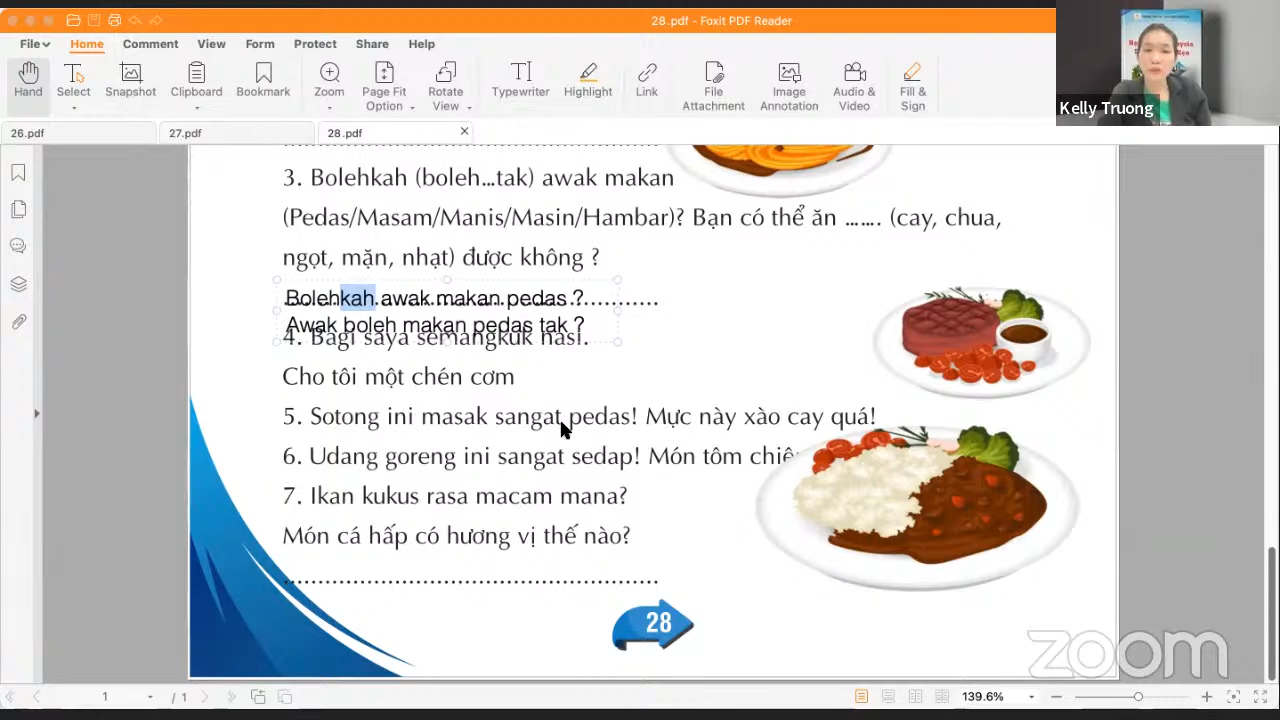 28.pdf - Foxit PDF Reader
File Home Comment View Form Protect Share Help
Hand Select Snapshot Clipboard Bookmark Zoom Page Fit Option Rotate View Typewriter Highlight Link File Attachment Image Annotation Audio & Video Fill & Sign
Kelly Truong
26.pdf 27.pdf 28.pdf
3. Bolehkah (boleh...tak) awak makan
(Pedas/Masam/Manis/Masin/Hambar)? Bạn có thể ăn ....... (cay, chua,
ngọt, mặn, nhạt) được không ?
Bolehkah awak makan pedas ?
Awak boleh makan pedas tak ?
4. Bagi saya semangkuk nasi.
Cho tôi một chén cơm
5. Sotong ini masak sangat pedas! Mực này xào cay quá!
6. Udang goreng ini sangat sedap! Món tôm
7. Ikan kukus rasa macam mana?
Món cá hấp có hương vị thế nào?
28
zoom
1 / 1 139.6%